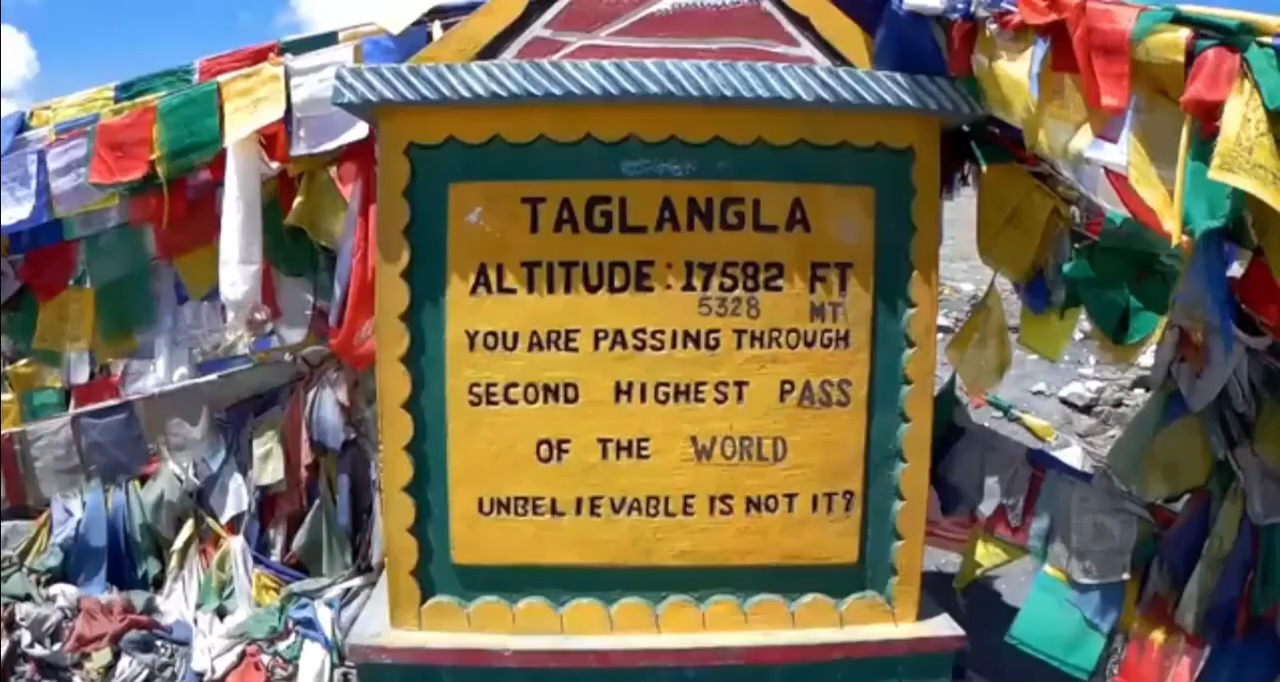 TAGLANGLA
ALTITUDE : 17582 FT
5328 MT
YOU ARE PASSING THROUGH
SECOND HIGHEST PASS
OF THE WORLD
UNBELIEVABLE IS NOT IT?